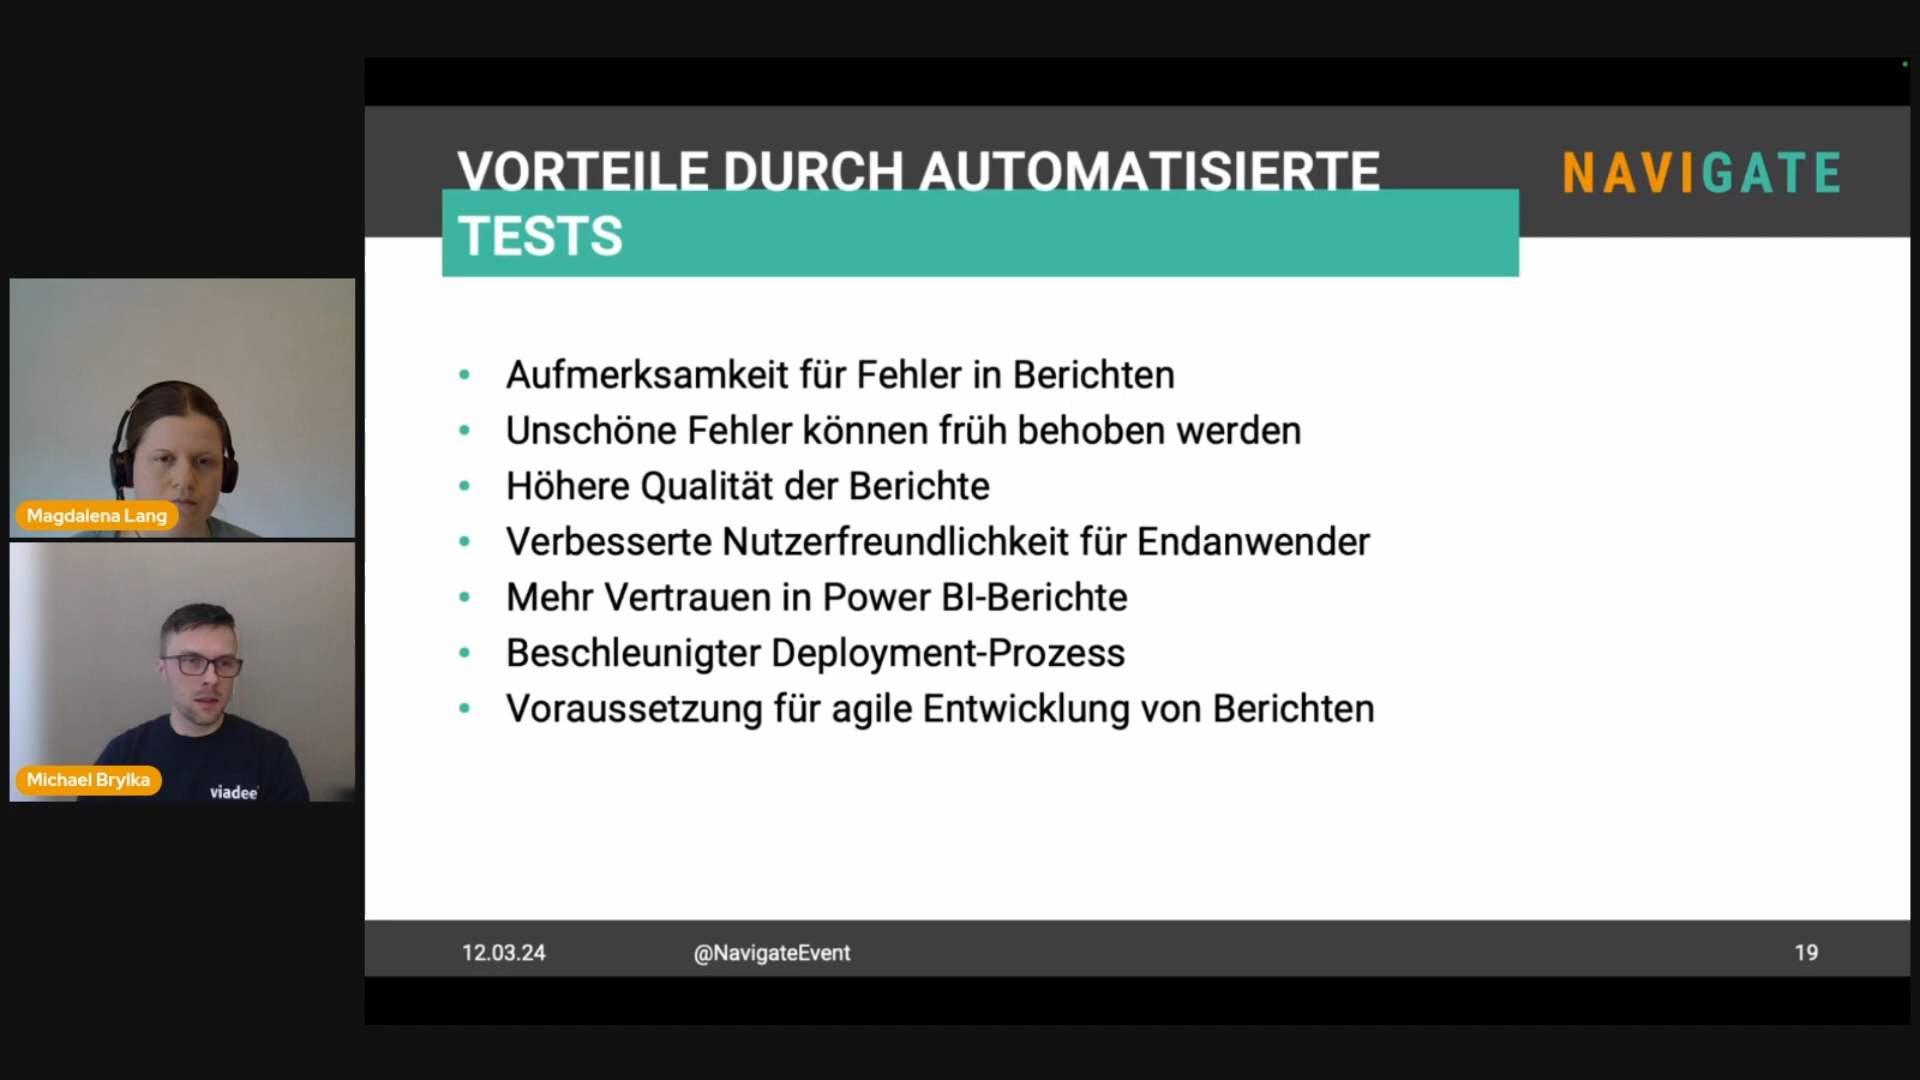 VORTEILE DURCH AUTOMATISIERTE
TESTS
NAVIGATE
• Aufmerksamkeit für Fehler in Berichten
• Unschöne Fehler können früh behoben werden
• Höhere Qualität der Berichte
• Verbesserte Nutzerfreundlichkeit für Endanwender
• Mehr Vertrauen in Power BI-Berichte
• Beschleunigter Deployment-Prozess
• Voraussetzung für agile Entwicklung von Berichten
12.03.24
@NavigateEvent
19
Magdalena Lang
viadee
Michael Brylka